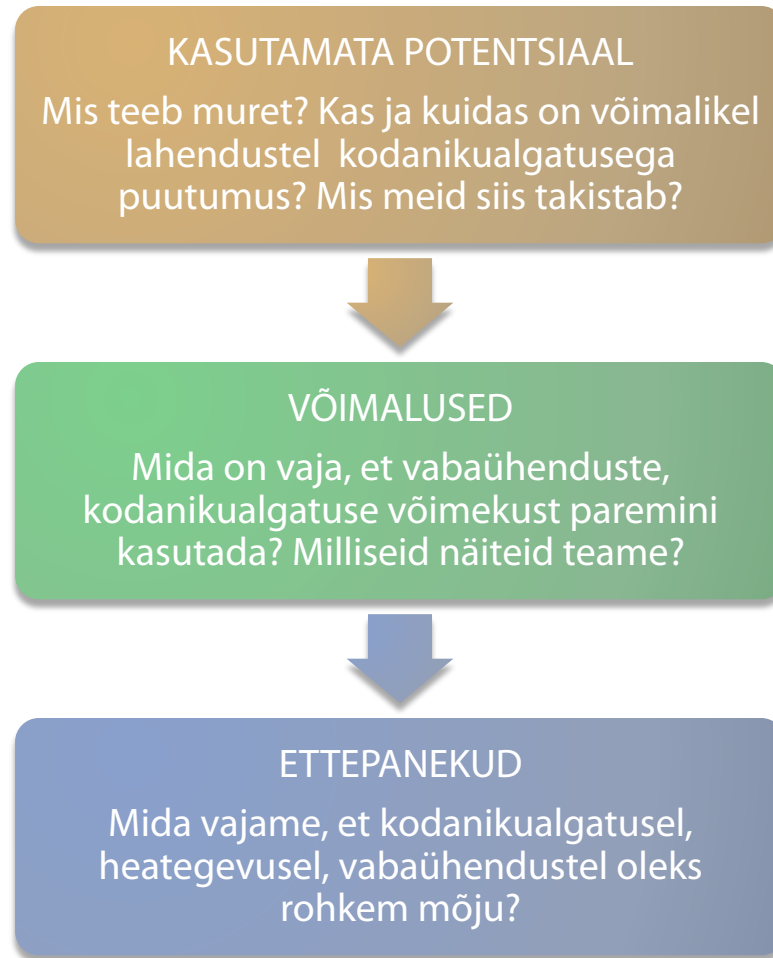 KASUTAMATA POTENTSIAAL
Mis teeb muret? Kas ja kuidas on võimalikel
lahendustel kodanikualgatusega
puutumus? Mis meid siis takistab?
VÕIMALUSED
Mida on vaja, et vabaühenduste,
kodanikualgatuse võimekust paremini
kasutada? Milliseid näiteid teame?
ETTEPANEKUD
Mida vajame, et kodanikualgatusel,
heategevusel, vabaühendustel oleks
rohkem mõju?